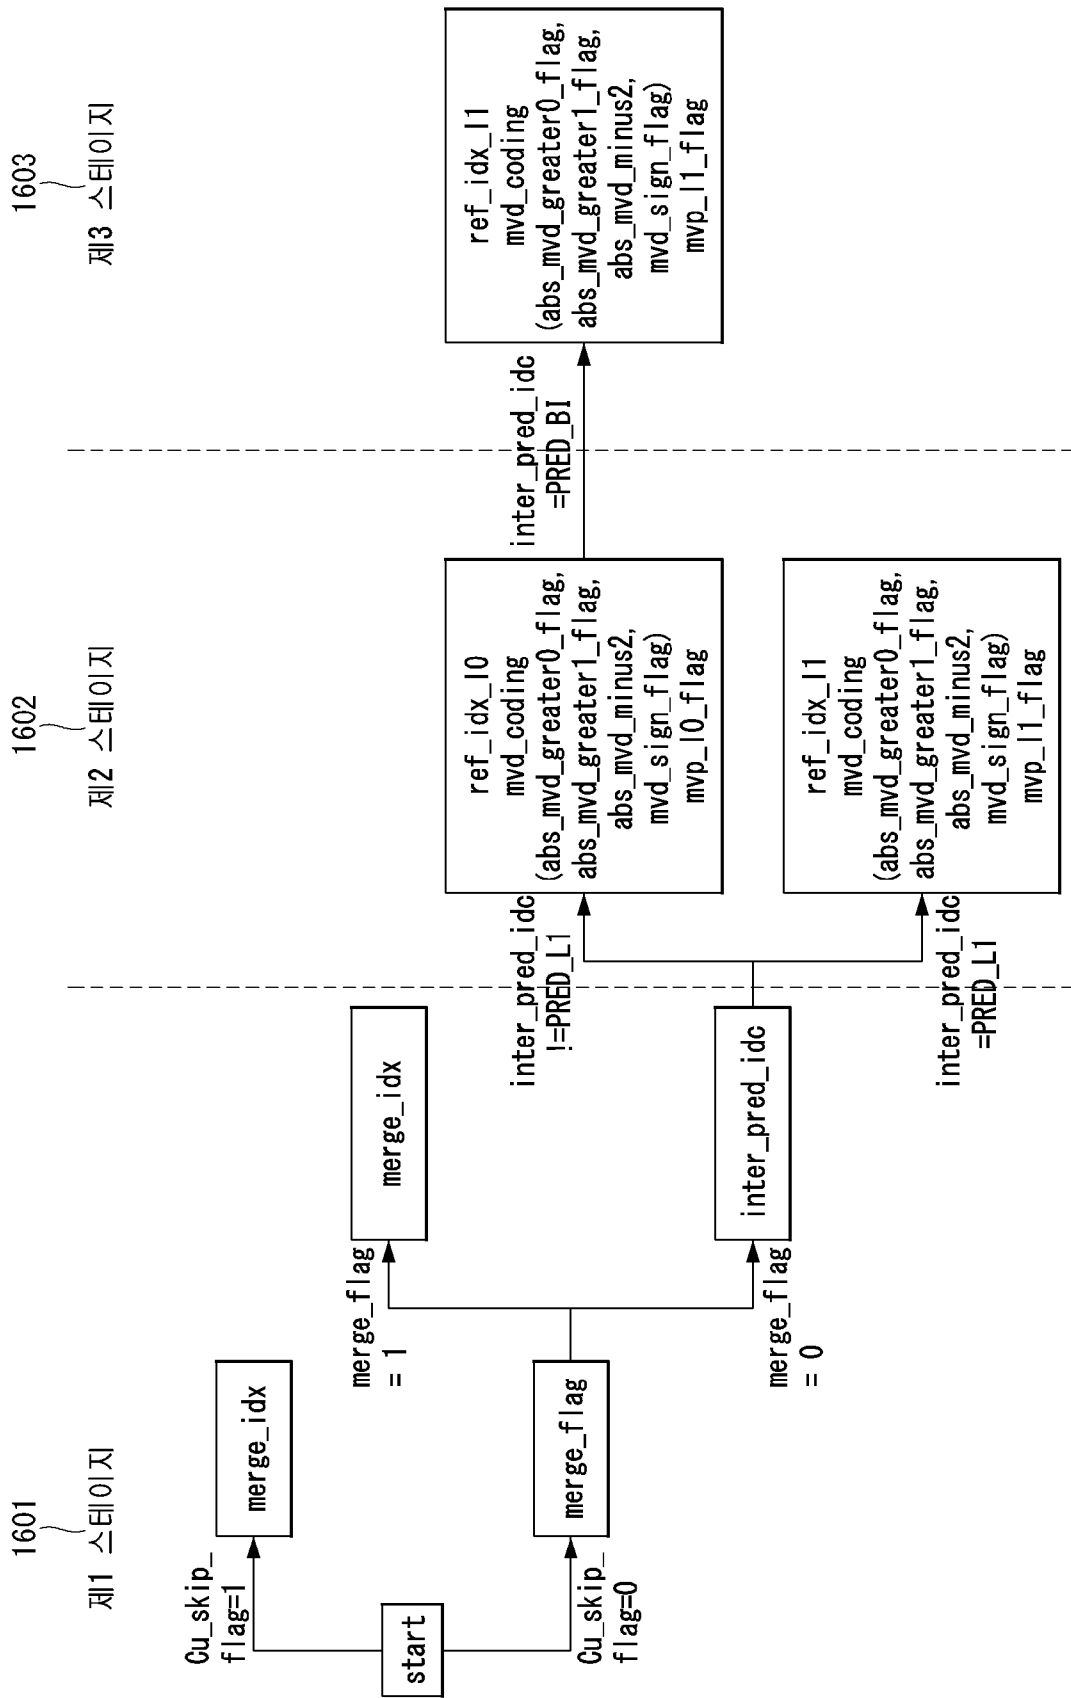 1601
제1 스테이지
1602
제2 스테이지
1603
제3 스테이지
Cu_skip_
flag=1
merge_idx
start
Cu_skip_
flag=0
merge_flag
merge_flag
= 1
merge_idx
merge_flag
= 0
inter_pred_idc
inter_pred_idc
!=PRED_L1
ref_idx_l0
mvd_coding
(abs_mvd_greater0_flag,
abs_mvd_greater1_flag,
abs_mvd_minus2,
mvd_sign_flag)
mvp_l0_flag
inter_pred_idc
=PRED_L1
ref_idx_l1
mvd_coding
(abs_mvd_greater0_flag,
abs_mvd_greater1_flag,
abs_mvd_minus2,
mvd_sign_flag)
mvp_l1_flag
inter_pred_idc
=PRED_BI
ref_idx_l1
mvd_coding
(abs_mvd_greater0_flag,
abs_mvd_greater1_flag,
abs_mvd_minus2,
mvd_sign_flag)
mvp_l1_flag